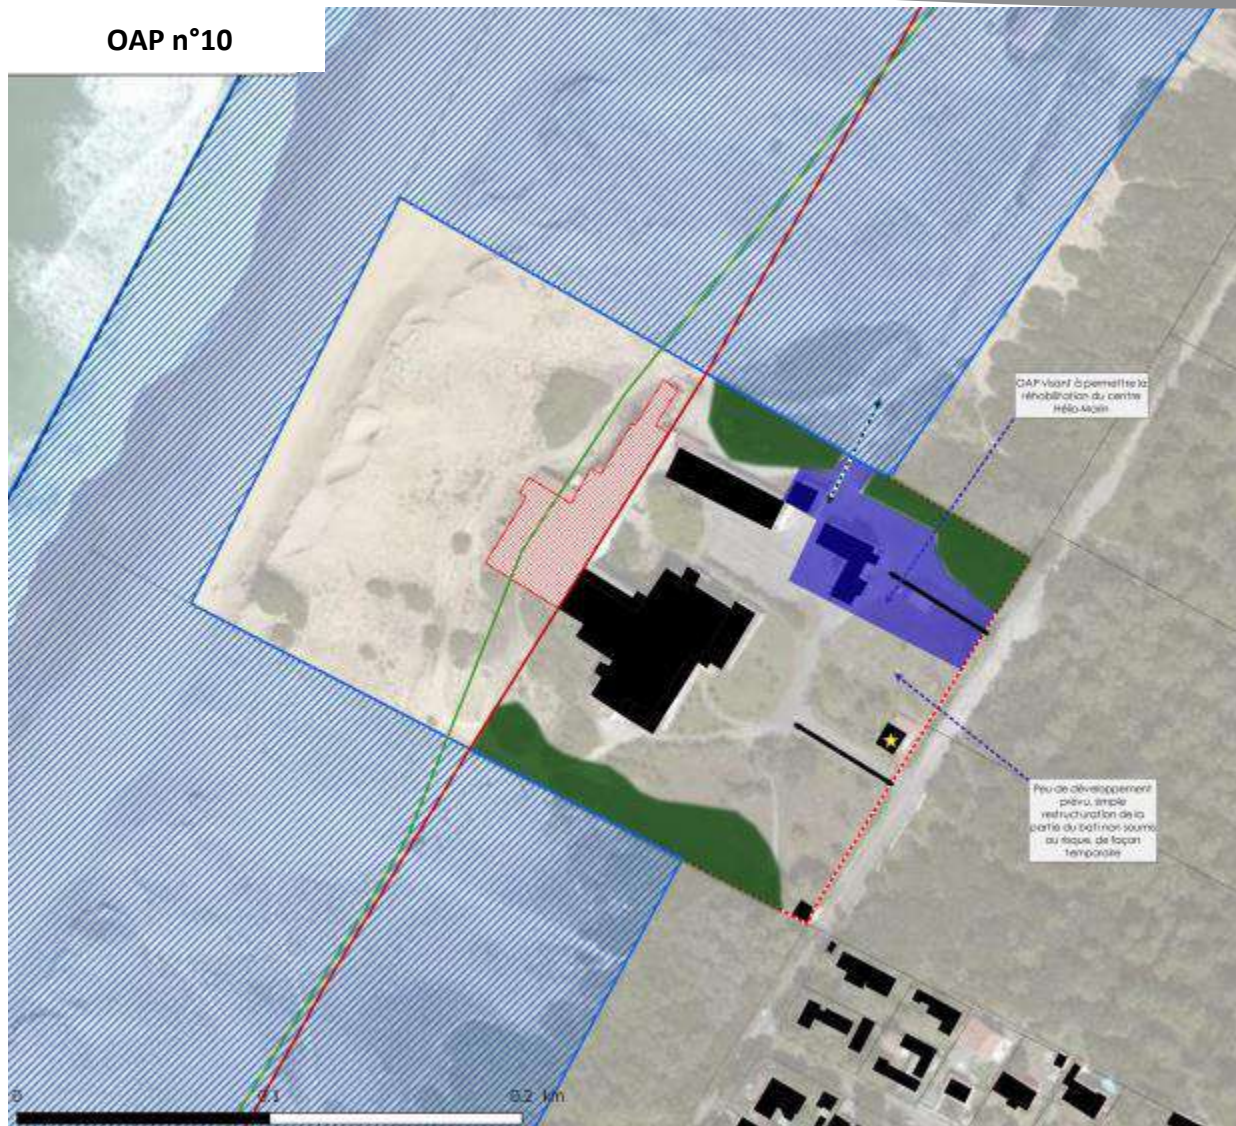 OAP n°10
OAP visant à permettre la
réhabilitation du centre
Hélio-Marin
Peu de développement
prévu, simple
restructuration de la
partie du bati non soumis
au risque, de façon
temporaire
0 0.1 0.2 km